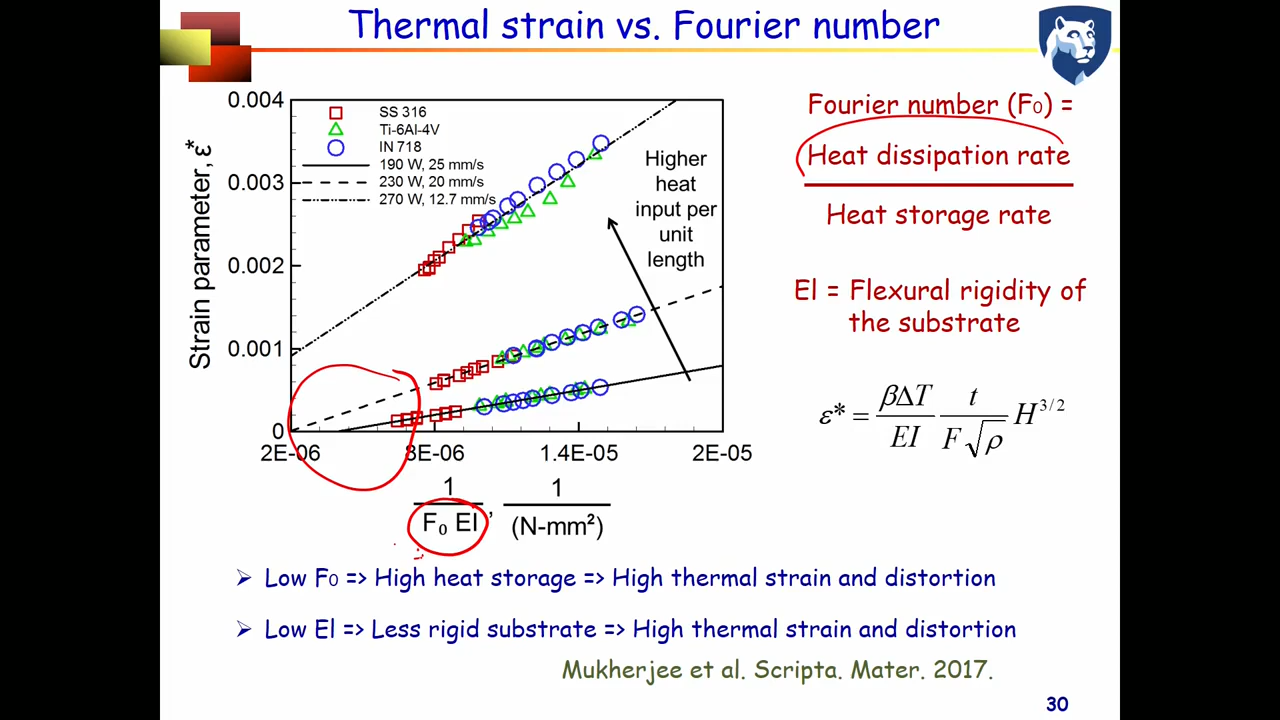 Thermal strain vs. Fourier number
0.004
0.003
0.002
0.001
0
Strain parameter, ε*
SS 316
Ti-6Al-4V
IN 718
190 W, 25 mm/s
230 W, 20 mm/s
270 W, 12.7 mm/s
Higher
heat
input per
unit
length
2E-06
8E-06
1.4E-05
2E-05
1 1
F₀ EI , (N-mm²)
Fourier number (F₀) =
Heat dissipation rate
Heat storage rate
EI = Flexural rigidity of
the substrate
ε* = βΔT/EI t/F√ρ H^3/2
➢ Low F₀ => High heat storage => High thermal strain and distortion
➢ Low EI => Less rigid substrate => High thermal strain and distortion
Mukherjee et al. Scripta. Mater. 2017.
30